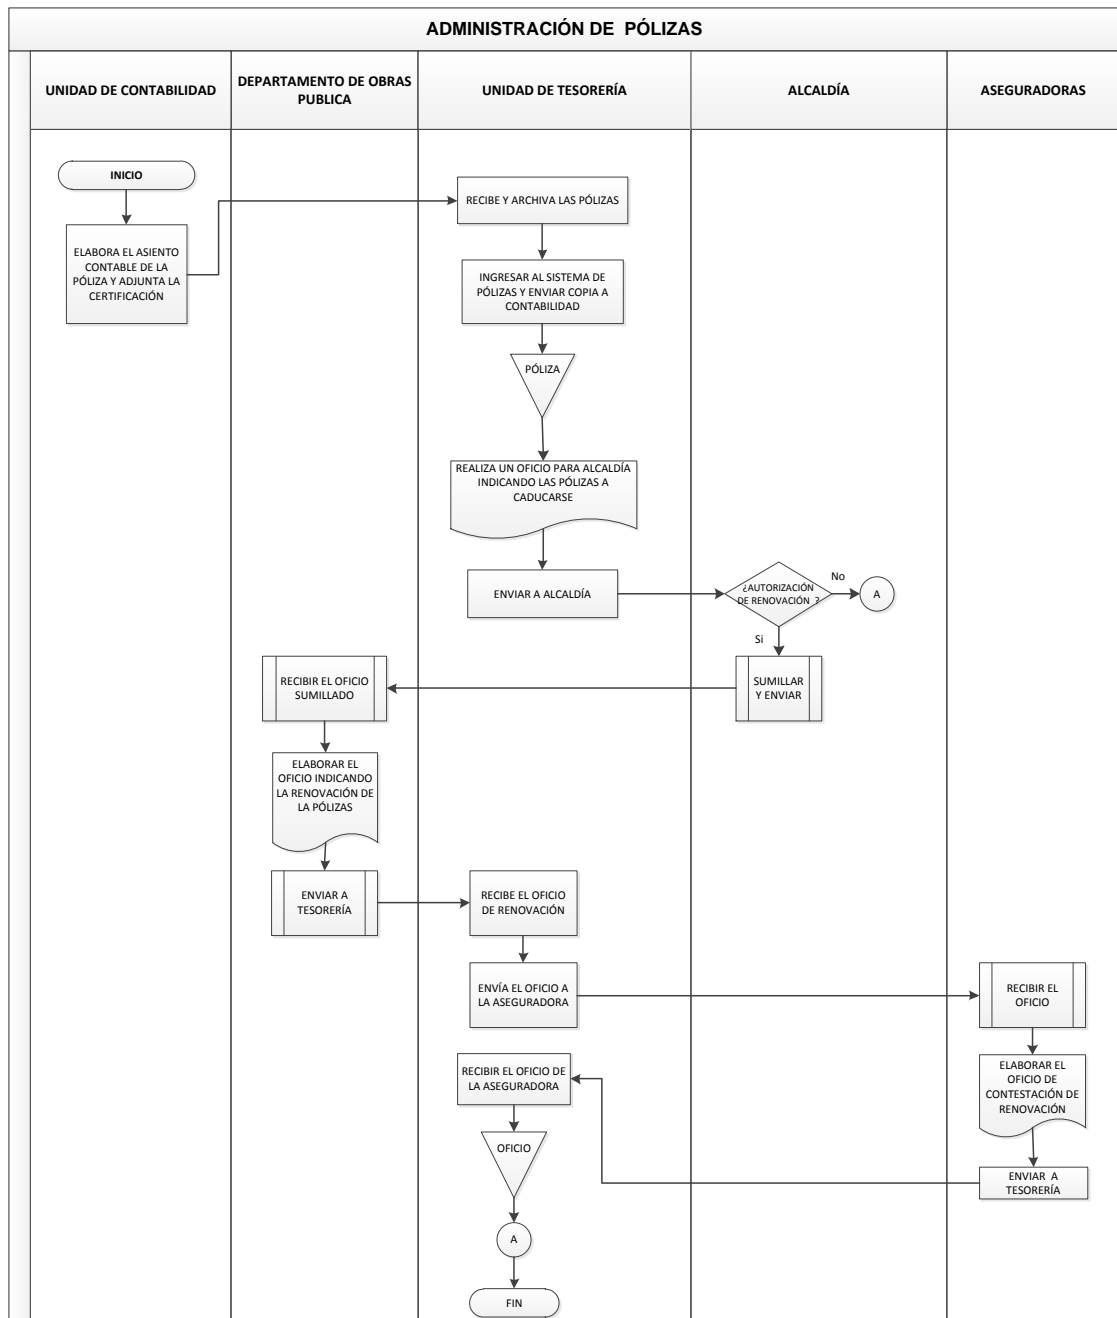 ADMINISTRACIÓN DE PÓLIZAS
UNIDAD DE CONTABILIDAD
DEPARTAMENTO DE OBRAS
PUBLICA
UNIDAD DE TESORERÍA
ALCALDÍA
ASEGURADORAS
INICIO
ELABORA EL ASIENTO
CONTABLE DE LA
PÓLIZA Y ADJUNTA LA
CERTIFICACIÓN
RECIBE Y ARCHIVA LAS PÓLIZAS
INGRESAR AL SISTEMA DE
PÓLIZAS Y ENVIAR COPIA A
CONTABILIDAD
PÓLIZA
REALIZA UN OFICIO PARA ALCALDÍA
INDICANDO LAS PÓLIZAS A
CADUCARSE
ENVIAR A ALCALDÍA
¿AUTORIZACIÓN
DE RENOVACIÓN ?
No
A
Si
SUMILLAR
Y ENVIAR
RECIBIR EL OFICIO
SUMILLADO
ELABORAR EL
OFICIO INDICANDO
LA RENOVACIÓN DE
LA PÓLIZAS
ENVIAR A
TESORERÍA
RECIBE EL OFICIO
DE RENOVACIÓN
ENVÍA EL OFICIO A
LA ASEGURADORA
RECIBIR EL
OFICIO
ELABORAR EL
OFICIO DE
CONTESTACIÓN DE
RENOVACIÓN
ENVIAR A
TESORERÍA
RECIBIR EL OFICIO DE
LA ASEGURADORA
OFICIO
A
FIN